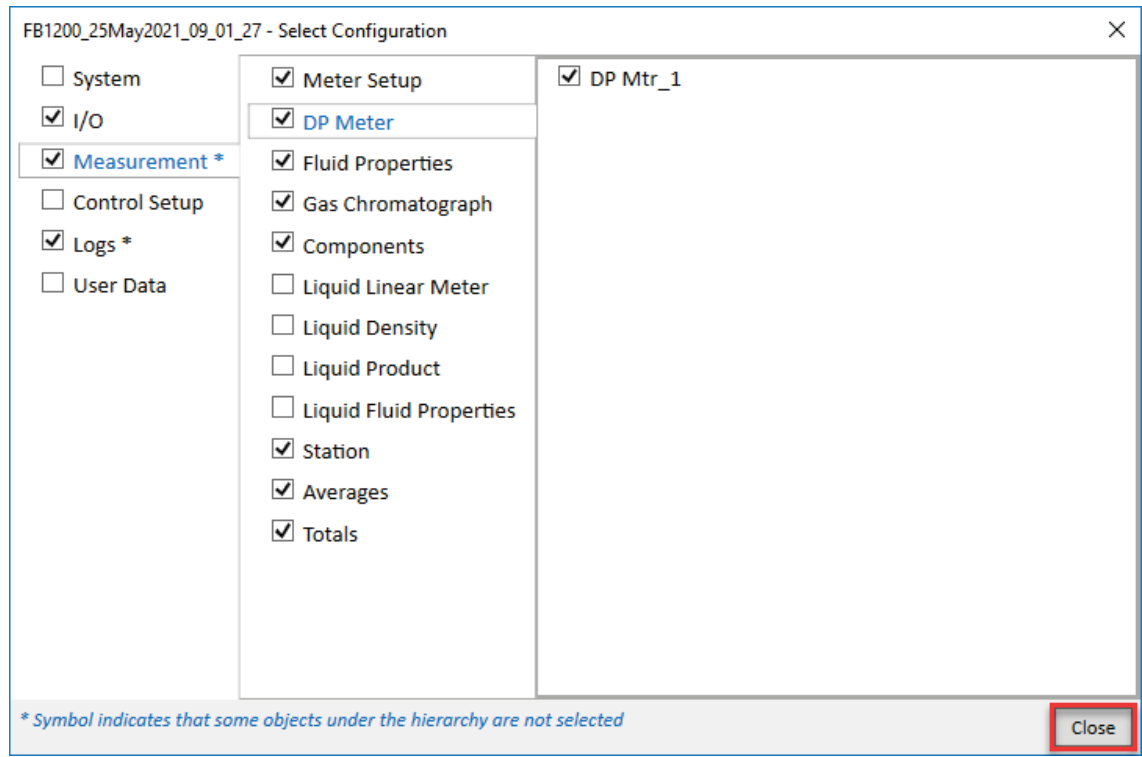 FB1200_25May2021_09_01_27 - Select Configuration
System
I/O
Measurement *
Control Setup
Logs *
User Data
Meter Setup
DP Meter
Fluid Properties
Gas Chromatograph
Components
Liquid Linear Meter
Liquid Density
Liquid Product
Liquid Fluid Properties
Station
Averages
Totals
DP Mtr_1
* Symbol indicates that some objects under the hierarchy are not selected
Close